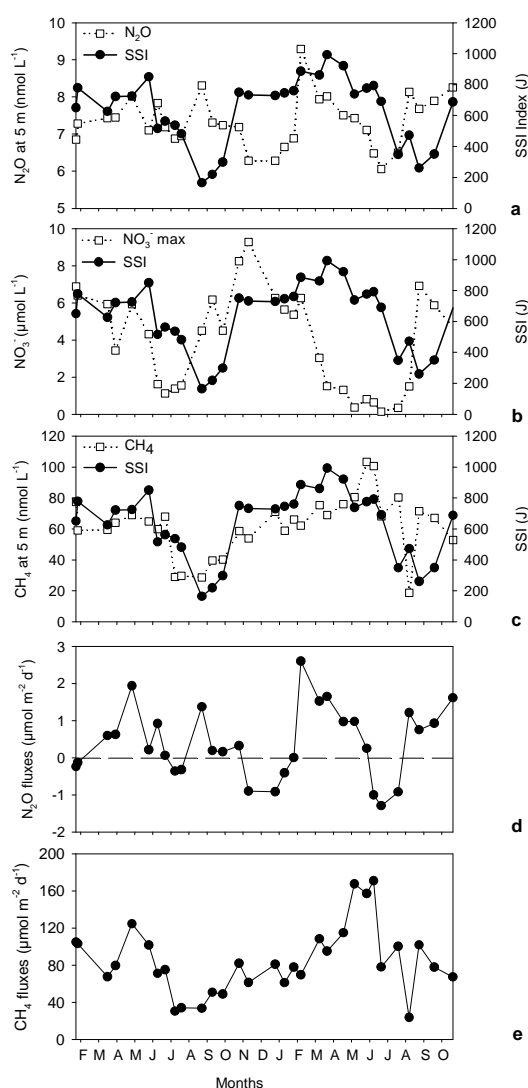 10
9
8
7
6
5
N₂O at 5 m (nmol L⁻¹)
N₂O
SSI
1200
1000
800
600
400
200
0
SSI Index (J)
a
10
8
6
4
2
0
NO₃⁻ (µmol L⁻¹)
NO₃⁻ max
SSI
1200
1000
800
600
400
200
0
SSI (J)
b
120
100
80
60
40
20
0
CH₄ at 5 m (nmol L⁻¹)
CH₄
SSI
1200
1000
800
600
400
200
0
SSI (J)
c
3
2
1
0
-1
-2
N₂O fluxes (µmol m⁻² d⁻¹)
d
200
160
120
80
40
0
CH₄ fluxes (µmol m⁻² d⁻¹)
e
F M A M J J A S O N D J F M A M J J A S O
Months